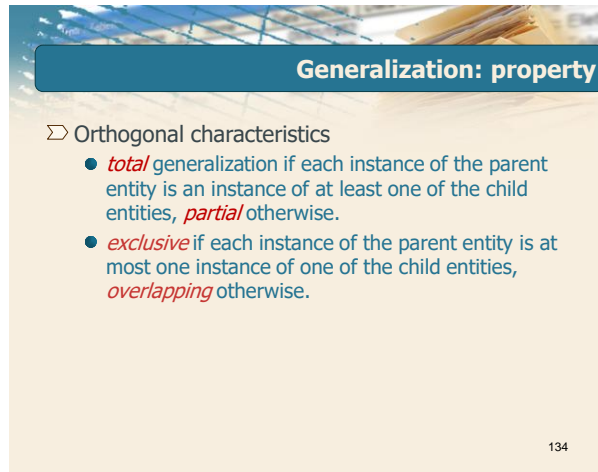 Generalization: property
Orthogonal characteristics
total generalization if each instance of the parent
entity is an instance of at least one of the child
entities, partial otherwise.
exclusive if each instance of the parent entity is at
most one instance of one of the child entities,
overlapping otherwise.
134